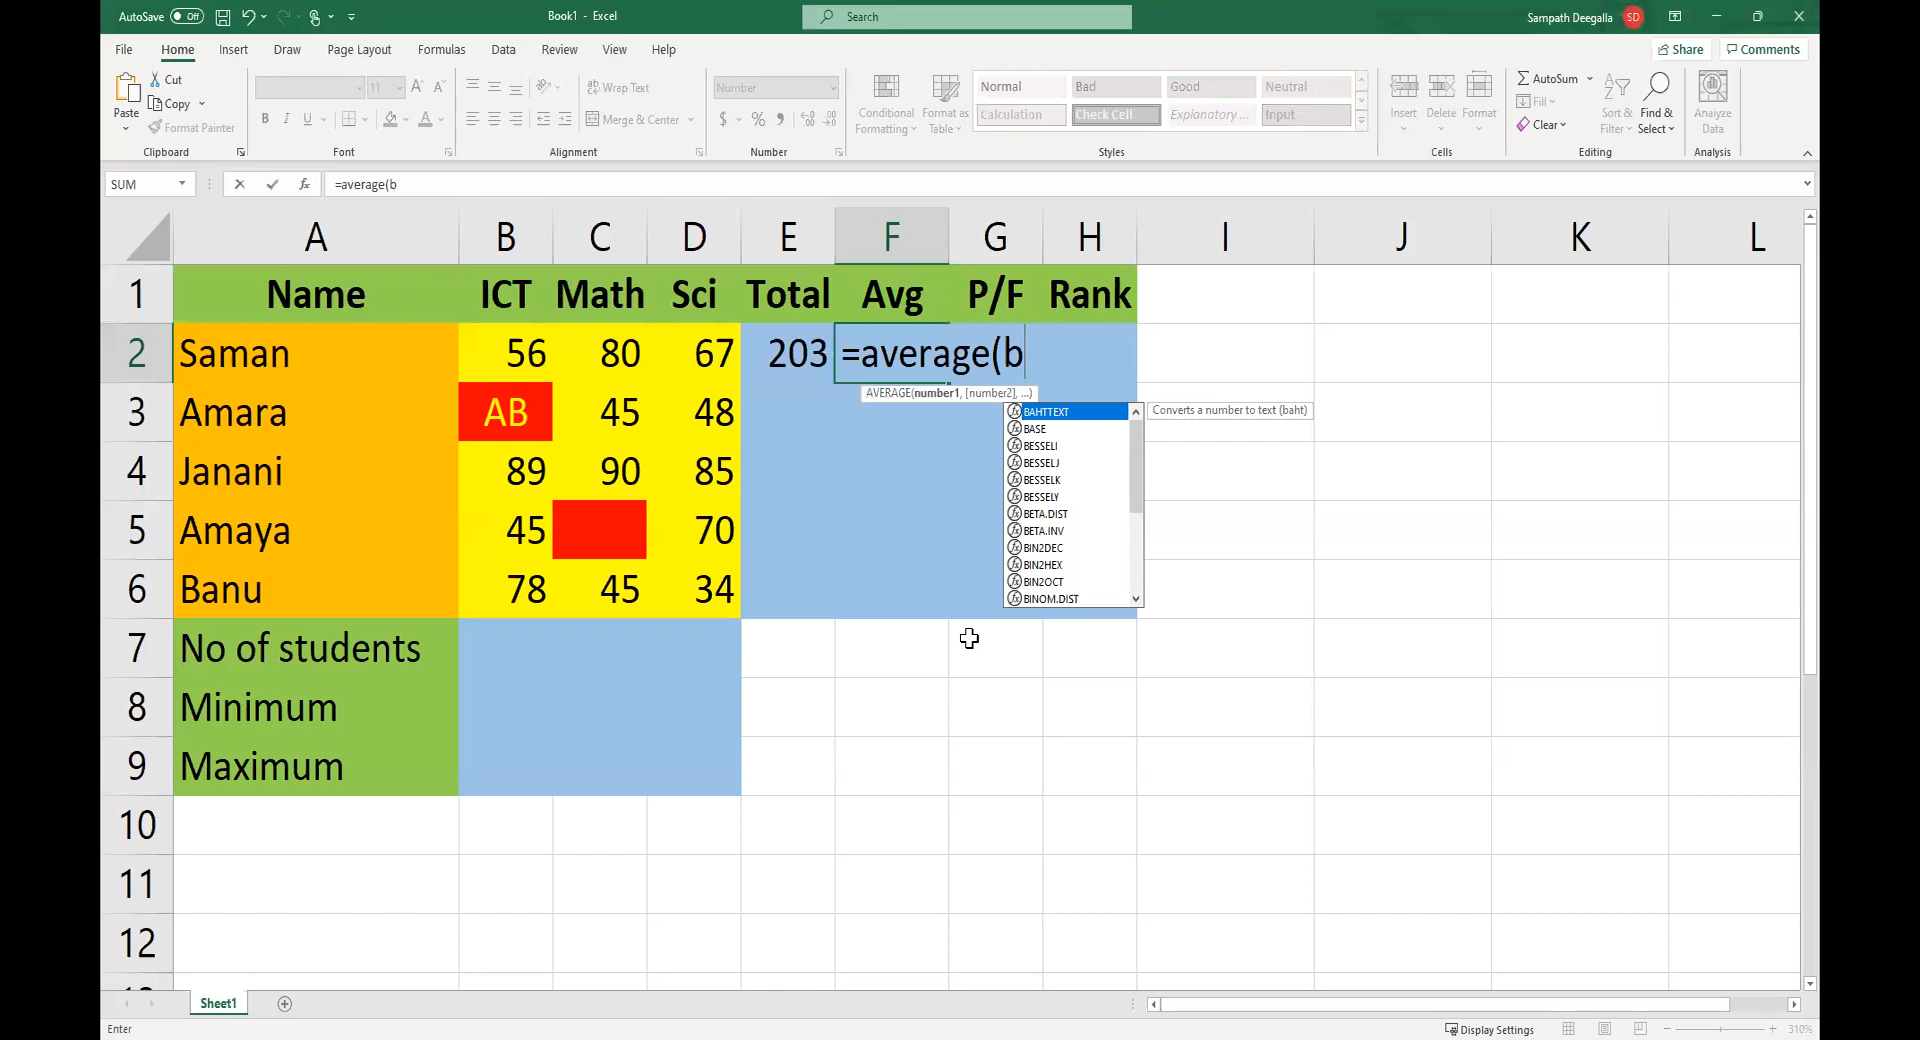 AutoSave Off Book1 - Excel Search Sampath Deegalla SD
File Home Insert Draw Page Layout Formulas Data Review View Help Share Comments
Paste Cut Copy Format Painter Clipboard
11 B I U A Font
Wrap Text Merge & Center Alignment
Number $ % Number
Conditional Formatting Format as Table Normal Bad Good Neutral Calculation Check Cell Explanatory ... Input Styles
Insert Delete Format Cells
AutoSum Fill Clear Sort & Filter Find & Select Editing
Analyze Data Analysis
SUM fx =average(b
A B C D E F G H I J K L
1 Name ICT Math Sci Total Avg P/F Rank
2 Saman 56 80 67 203 =average(b
AVERAGE(number1, [number2], ...)
3 Amara AB 45 48
4 Janani 89 90 85
5 Amaya 45 70
6 Banu 78 45 34
BAHTTEXT Converts a number to text (baht)
BASE
BESSELI
BESSELJ
BESSELK
BESSELY
BETA.DIST
BETA.INV
BIN2DEC
BIN2HEX
BIN2OCT
BINOM.DIST
7 No of students
8 Minimum
9 Maximum
10
11
12
Sheet1
Enter Display Settings 310%